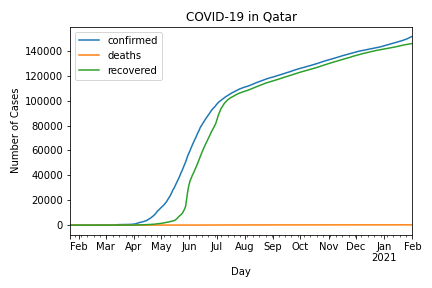 COVID-19 in Qatar
confirmed
deaths
recovered
Number of Cases
140000
120000
100000
80000
60000
40000
20000
0
Feb Mar Apr May Jun Jul Aug Sep Oct Nov Dec Jan Feb
2021
Day